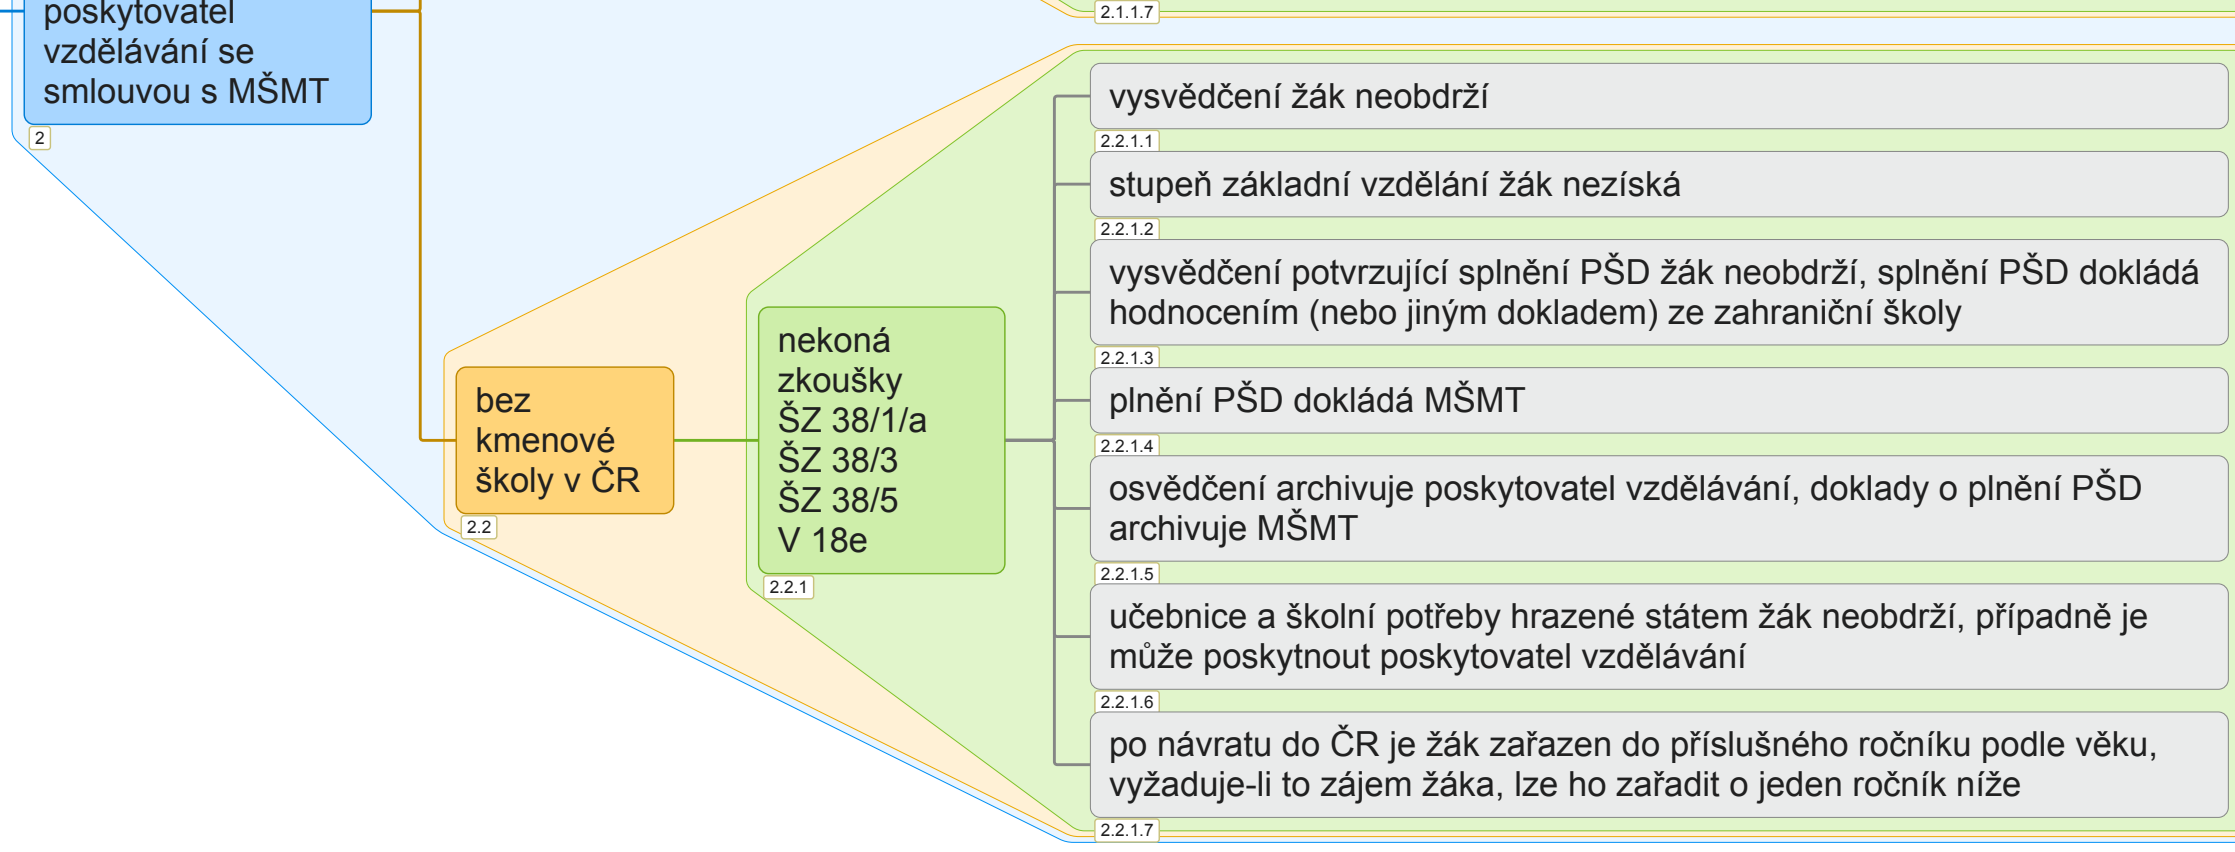 poskytovatel
vzdělávání se
smlouvou s MŠMT
2
2.1.1.7
bez
kmenové
školy v ČR
2.2
nekoná
zkoušky
ŠZ 38/1/a
ŠZ 38/3
ŠZ 38/5
V 18e
2.2.1
vysvědčení žák neobdrží
2.2.1.1
stupeň základní vzdělání žák nezíská
2.2.1.2
vysvědčení potvrzující splnění PŠD žák neobdrží, splnění PŠD dokládá
hodnocením (nebo jiným dokladem) ze zahraniční školy
2.2.1.3
plnění PŠD dokládá MŠMT
2.2.1.4
osvědčení archivuje poskytovatel vzdělávání, doklady o plnění PŠD
archivuje MŠMT
2.2.1.5
učebnice a školní potřeby hrazené státem žák neobdrží, případně je
může poskytnout poskytovatel vzdělávání
2.2.1.6
po návratu do ČR je žák zařazen do příslušného ročníku podle věku,
vyžaduje-li to zájem žáka, lze ho zařadit o jeden ročník níže
2.2.1.7